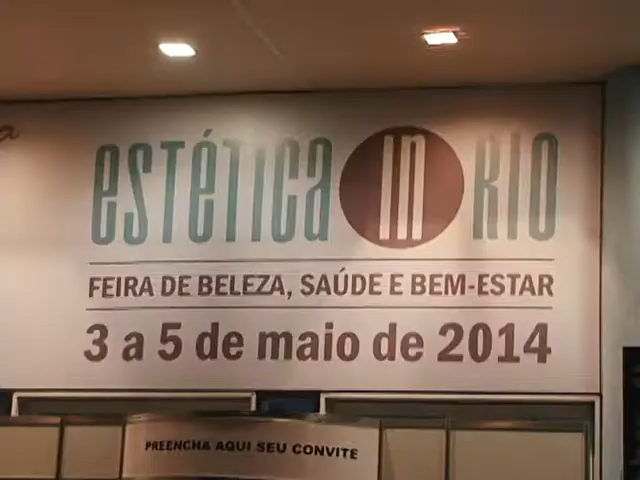 estética in RIO
FEIRA DE BELEZA, SAÚDE E BEM-ESTAR
3 a 5 de maio de 2014
PREENCHA AQUI SEU CONVITE